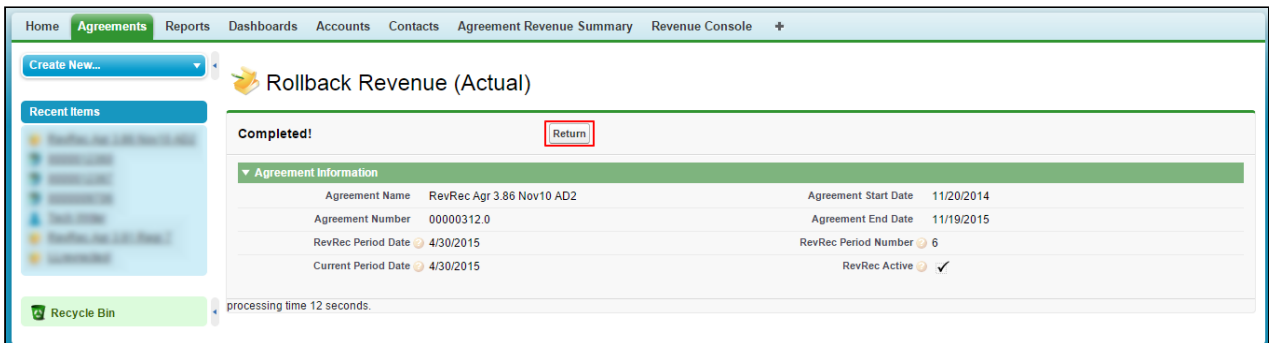 Home Agreements Reports Dashboards Accounts Contacts Agreement Revenue Summary Revenue Console +
Create New...
Rollback Revenue (Actual)
Recent Items
Completed! Return
Agreement Information
Agreement Name RevRec Agr 3.86 Nov10 AD2 Agreement Start Date 11/20/2014
Agreement Number 00000312.0 Agreement End Date 11/19/2015
RevRec Period Date 4/30/2015 RevRec Period Number 6
Current Period Date 4/30/2015 RevRec Active
processing time 12 seconds.
Recycle Bin